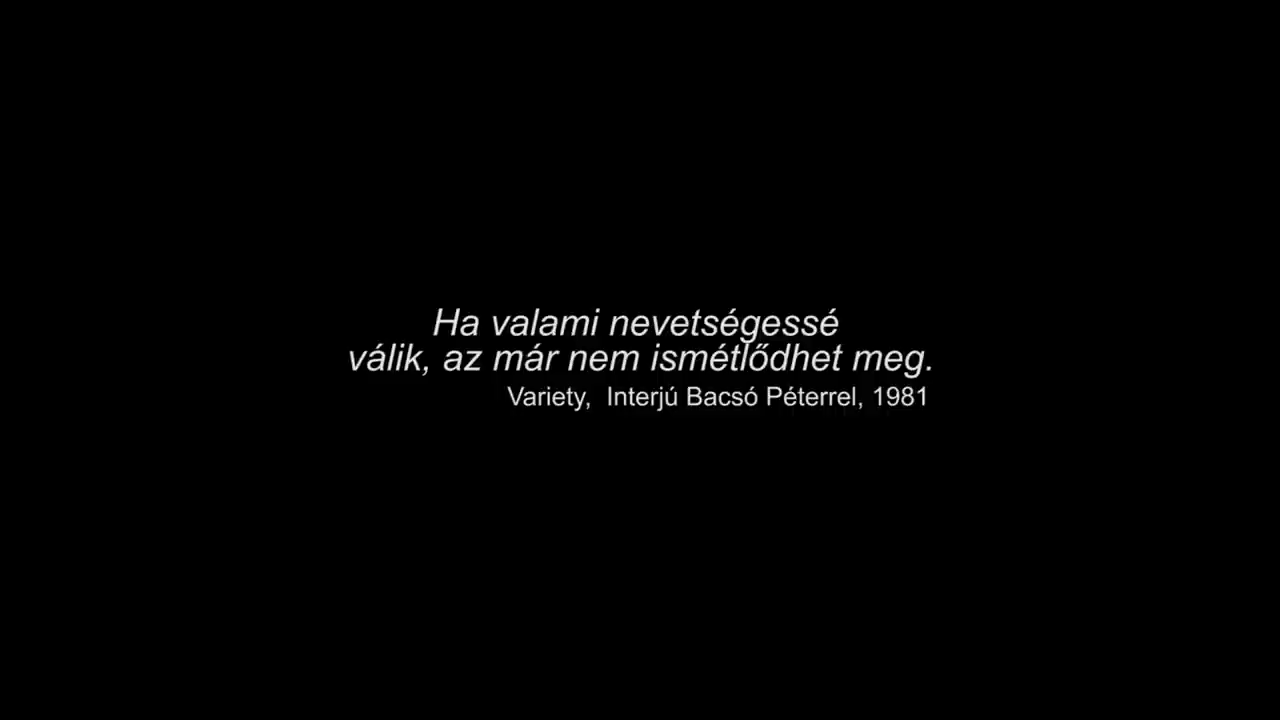 Ha valami nevetségessé
válik, az már nem ismétlődhet meg.
Variety,  Interjú Bacsó Péterrel, 1981